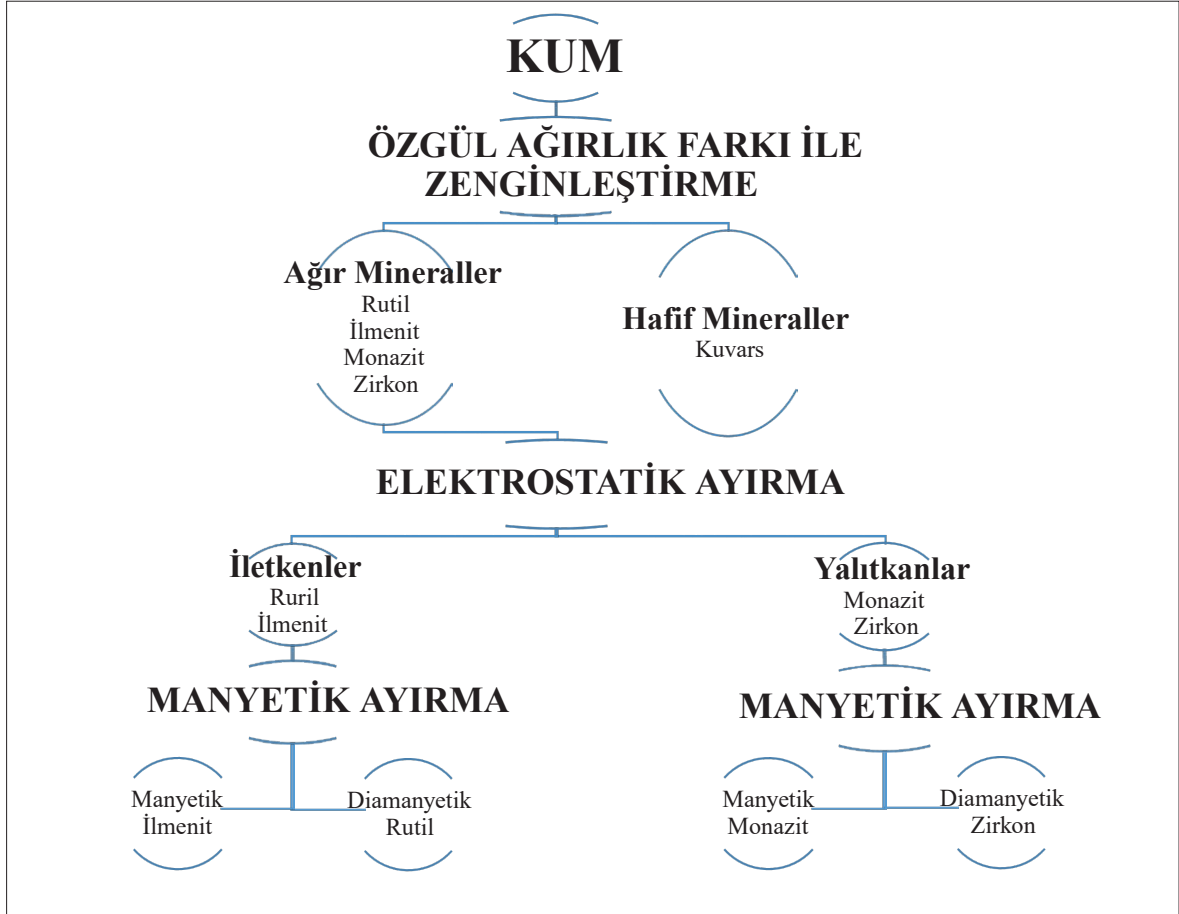 KUM
ÖZGÜL AĞIRLIK FARKI İLE
ZENGİNLEŞTİRME
Ağır Mineraller
Rutil
İlmenit
Monazit
Zirkon
Hafif Mineraller
Kuvars
ELEKTROSTATİK AYIRMA
İletkenler
Ruril
İlmenit
Yalıtkanlar
Monazit
Zirkon
MANYETİK AYIRMA
MANYETİK AYIRMA
Manyetik
İlmenit
Diamanyetik
Rutil
Manyetik
Monazit
Diamanyetik
Zirkon